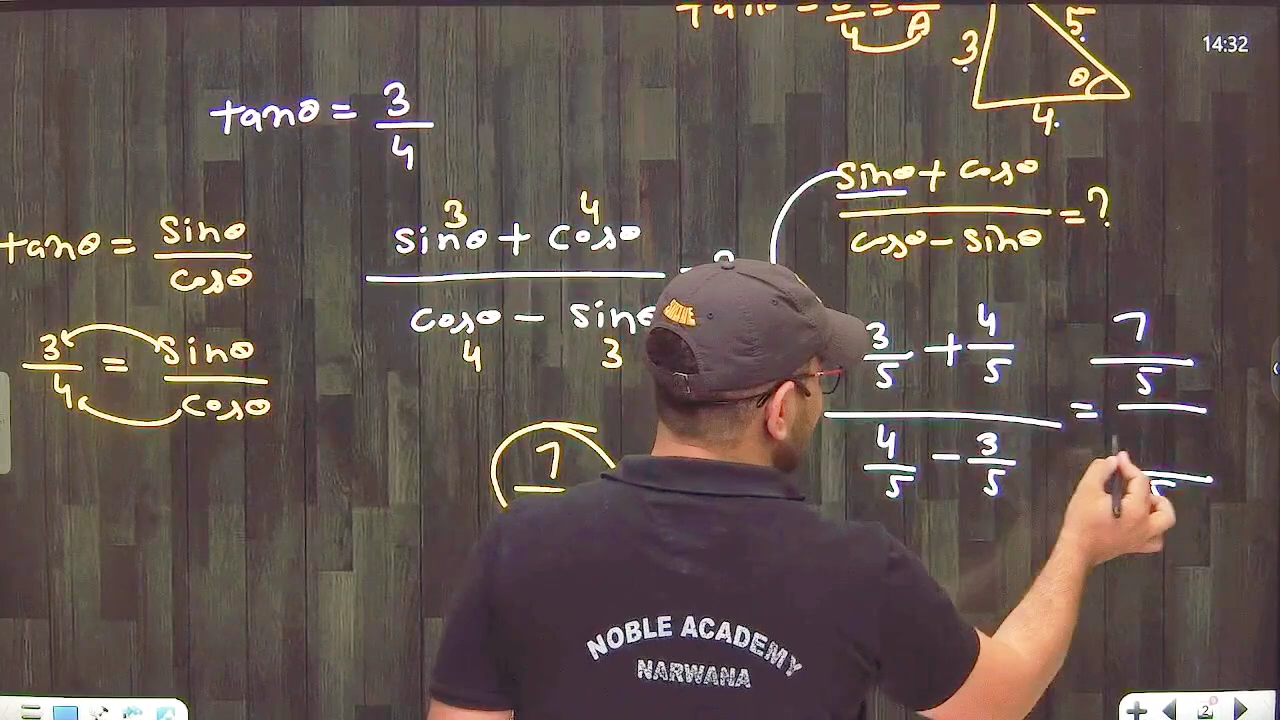 14:32
5.
3.
θ
4.
tanθ = 3/4
sinθ + cosθ
cosθ - sinθ
= ?
tanθ = sinθ/cosθ
3 4
sinθ + cosθ
cosθ - sin
4 3
3/4 = sinθ/cosθ
3/5 + 4/5
4/5 - 3/5
= 7/5
7
NOBLE ACADEMY
NARWANA
2